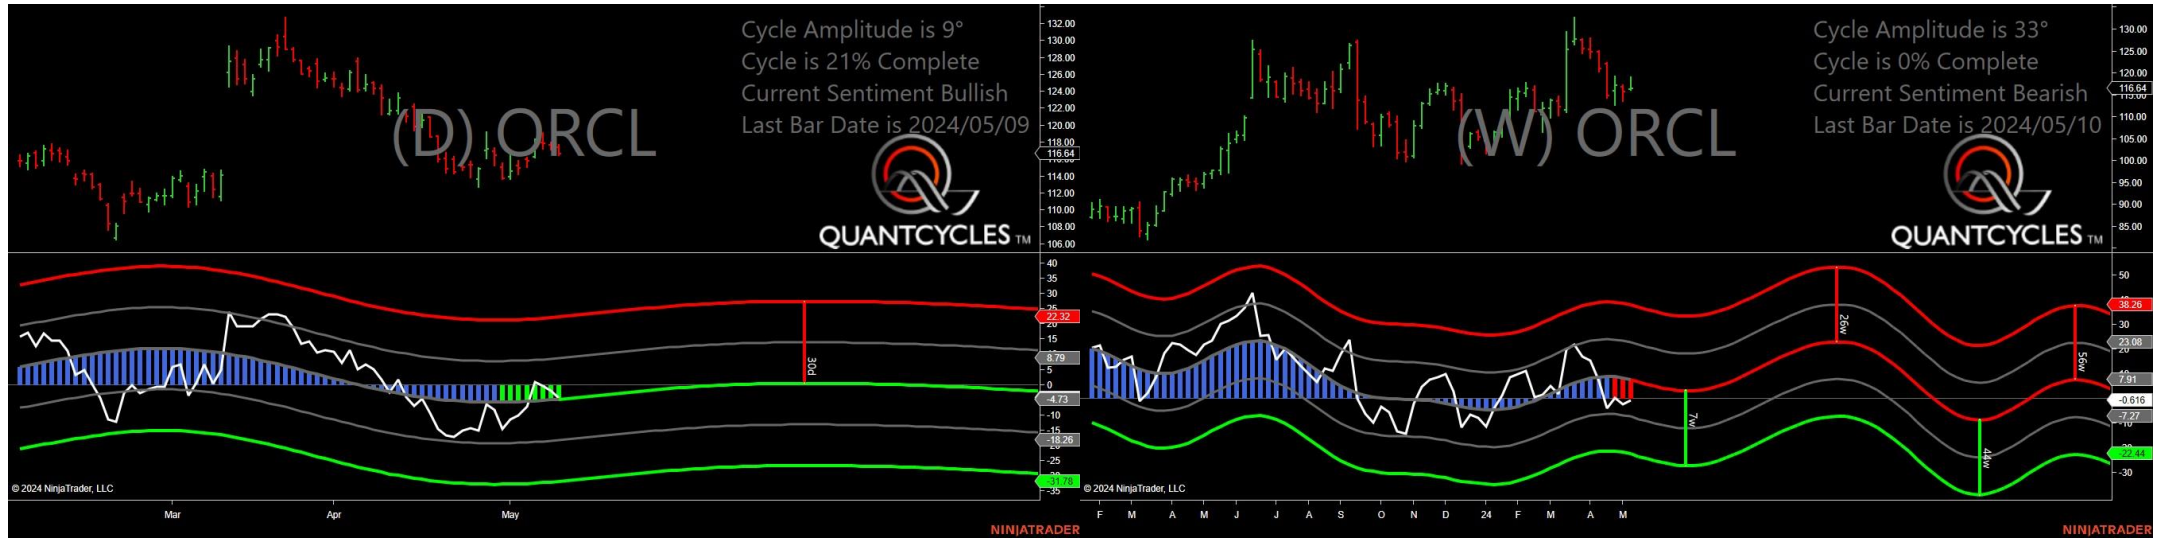 Cycle Amplitude is 9°
Cycle is 21% Complete
Current Sentiment Bullish
Last Bar Date is 2024/05/09
(D) ORCL
QUANTCYCLES TM
132.00
130.00
128.00
126.00
124.00
122.00
120.00
118.00
116.64
114.00
112.00
110.00
108.00
106.00
40
35
30
25
22.32
20
15
8.79
5
0
-4.73
-10
-15
-18.26
-25
-31.78
-35
30d
© 2024 NinjaTrader, LLC
Mar Apr May
NINJATRADER
Cycle Amplitude is 33°
Cycle is 0% Complete
Current Sentiment Bearish
Last Bar Date is 2024/05/10
(W) ORCL
QUANTCYCLES TM
130.00
125.00
120.00
116.64
110.00
105.00
100.00
95.00
90.00
85.00
50
38.26
30
23.08
7.91
-0.616
-7.27
-22.44
-30
7w
26w
44w
56w
© 2024 NinjaTrader, LLC
F M A M J J A S O N D 24 F M A M
NINJATRADER